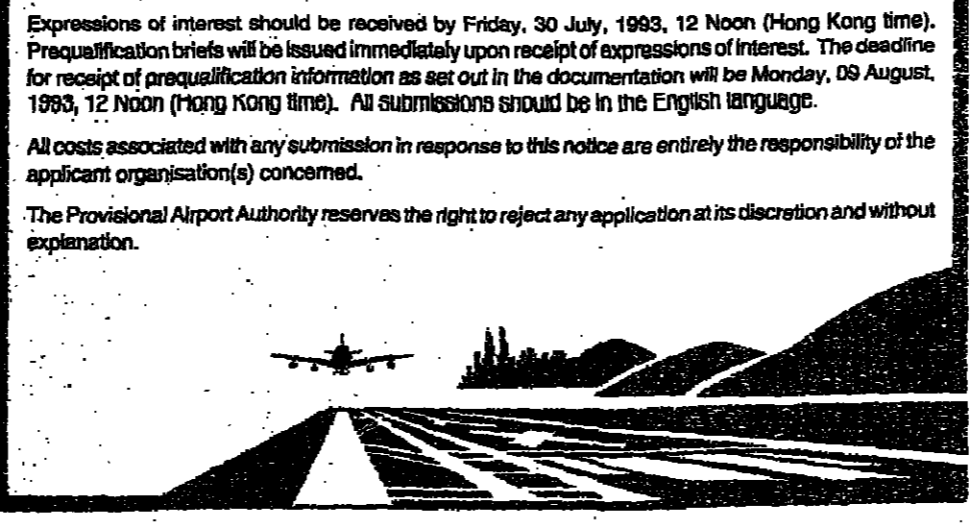 Expressions of interest should be received by Friday, 30 July, 1993, 12 Noon (Hong Kong time).
Prequalification briefs will be issued immediately upon receipt of expressions of interest. The deadline
for receipt of prequalification information as set out in the documentation will be Monday, 09 August,
1993, 12 Noon (Hong Kong time). All submissions should be in the English language.
All costs associated with any submission in response to this notice are entirely the responsibility of the
applicant organisation(s) concerned.
The Provisional Airport Authority reserves the right to reject any application at its discretion and without
explanation.